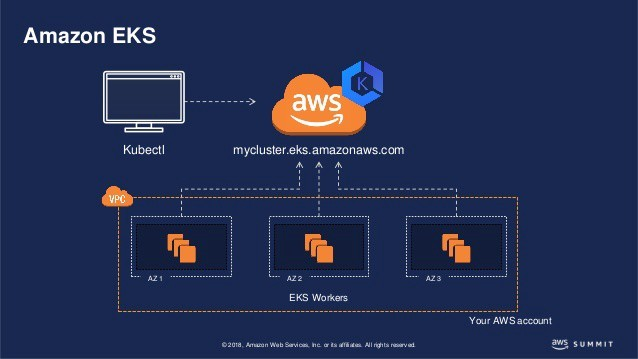 Amazon EKS
aws
K
Kubectl
mycluster.eks.amazonaws.com
VPC
AZ 1
AZ 2
AZ 3
EKS Workers
Your AWS account
© 2018, Amazon Web Services, Inc. or its affiliates. All rights reserved.
aws SUMMIT